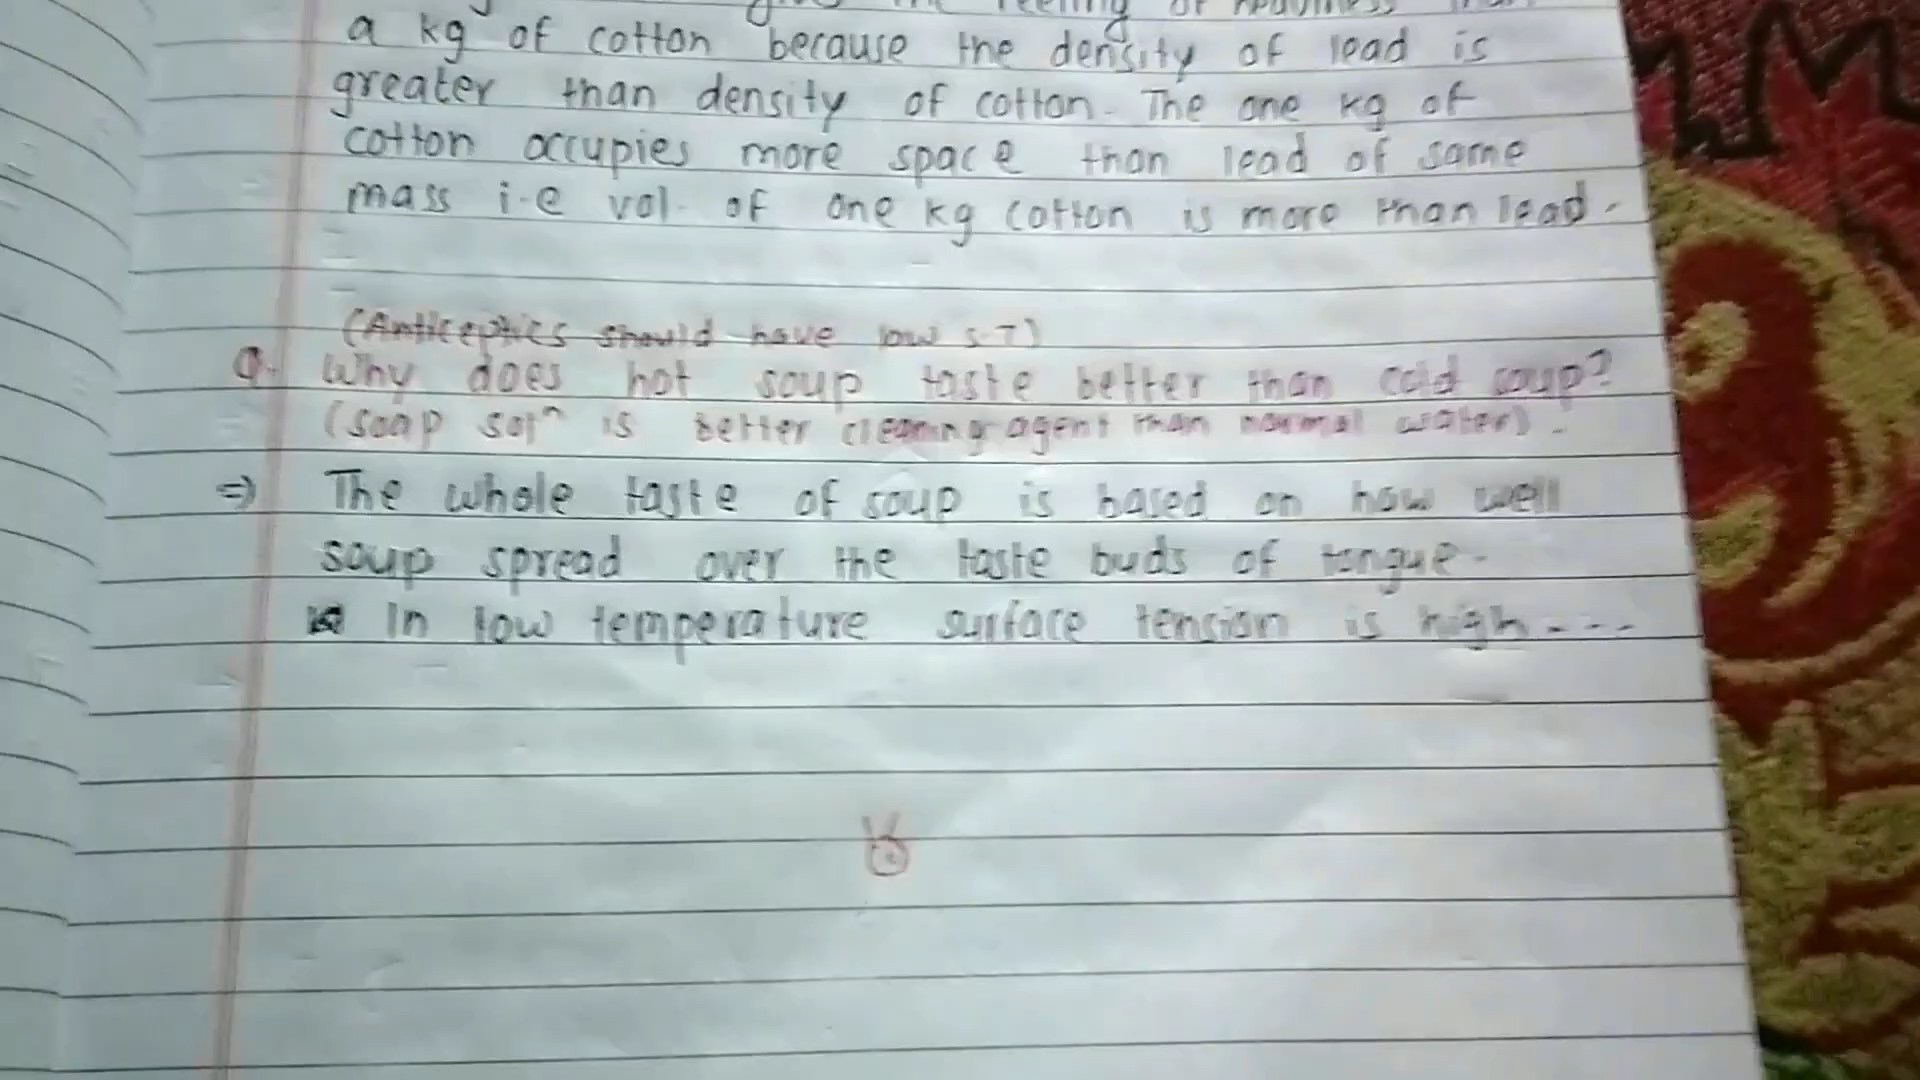 the feeling of
a kg of cotton because the density of lead is
greater than density of cotton. The one kg of
cotton occupies more space than lead of same
mass i.e vol. of one kg cotton is more than lead.
(Anticeptics should have low S.T)
Q. Why does hot soup taste better than cold soup?
(soap solⁿ is better cleaning agent than normal water).
⇒ The whole taste of soup is based on how well
soup spread over the taste buds of tongue.
In low temperature surface tension is high....